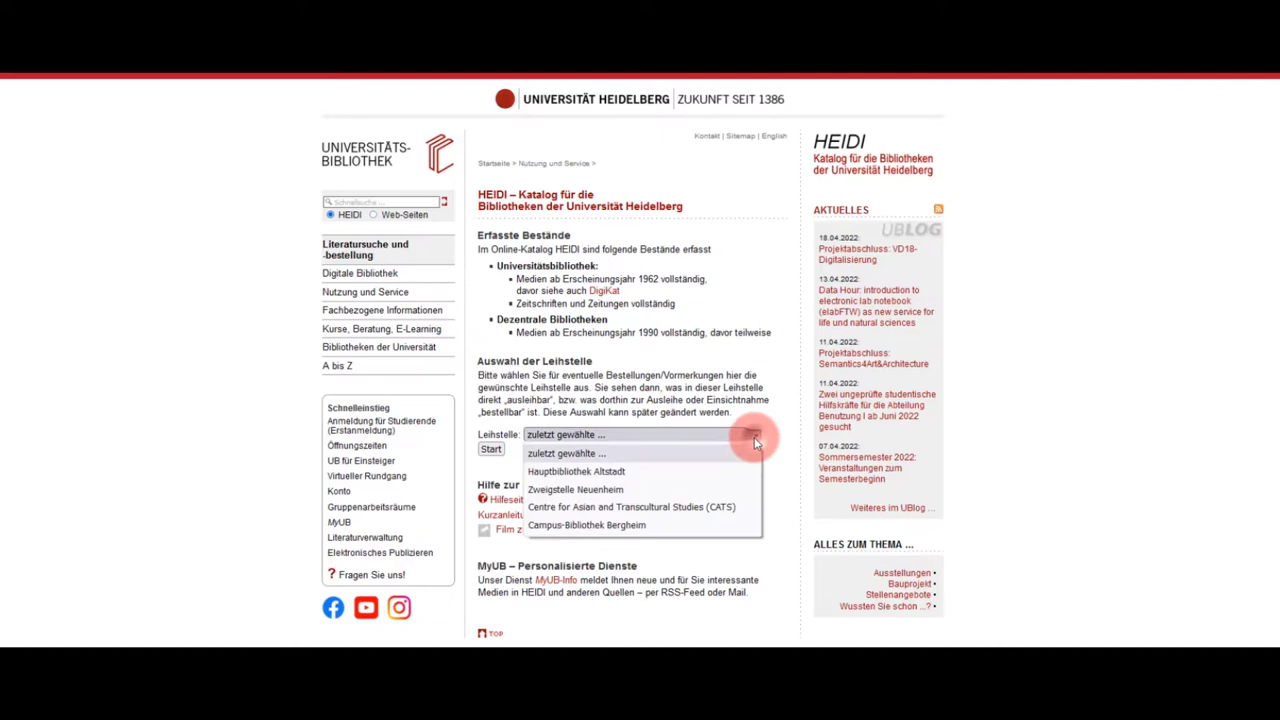 UNIVERSITÄT HEIDELBERG
ZUKUNFT SEIT 1386
UNIVERSITÄTS-
BIBLIOTHEK
Schnellsuche ...
HEIDI
Web-Seiten
Literatursuche und
-bestellung
Digitale Bibliothek
Nutzung und Service
Fachbezogene Informationen
Kurse, Beratung, E-Learning
Bibliotheken der Universität
A bis Z
Schnelleinstieg
Anmeldung für Studierende
(Erstanmeldung)
Öffnungszeiten
UB für Einsteiger
Virtueller Rundgang
Konto
Gruppenarbeitsräume
MyUB
Literaturverwaltung
Elektronisches Publizieren
? Fragen Sie uns!
Kontakt | Sitemap | English
Startseite > Nutzung und Service >
HEIDI – Katalog für die
Bibliotheken der Universität Heidelberg
Erfasste Bestände
Im Online-Katalog HEIDI sind folgende Bestände erfasst
Universitätsbibliothek:
Medien ab Erscheinungsjahr 1962 vollständig,
davor siehe auch DigiKat
Zeitschriften und Zeitungen vollständig
Dezentrale Bibliotheken
Medien ab Erscheinungsjahr 1990 vollständig, davor teilweise
Auswahl der Leihstelle
Bitte wählen Sie für eventuelle Bestellungen/Vormerkungen hier die
gewünschte Leihstelle aus. Sie sehen dann, was in dieser Leihstelle
direkt „ausleihbar“, bzw. was dorthin zur Ausleihe oder Einsichtnahme
„bestellbar“ ist. Diese Auswahl kann später geändert werden.
Leihstelle: zuletzt gewählte ...
Start
zuletzt gewählte ...
Hauptbibliothek Altstadt
Zweigstelle Neuenheim
Centre for Asian and Transcultural Studies (CATS)
Campus-Bibliothek Bergheim
Hilfe zur
Hilfeseit
Kurzanleitu
Film z
MyUB – Personalisierte Dienste
Unser Dienst MyUB-Info meldet Ihnen neue und für Sie interessante
Medien in HEIDI und anderen Quellen – per RSS-Feed oder Mail.
TOP
HEIDI
Katalog für die Bibliotheken
der Universität Heidelberg
AKTUELLES
UBLOG
18.04.2022:
Projektabschluss: VD18-
Digitalisierung
13.04.2022:
Data Hour: introduction to
electronic lab notebook
(elabFTW) as new service for
life and natural sciences
11.04.2022:
Projektabschluss:
Semantics4Art&Architecture
11.04.2022:
Zwei ungeprüfte studentische
Hilfskräfte für die Abteilung
Benutzung I ab Juni 2022
gesucht
07.04.2022:
Sommersemester 2022:
Veranstaltungen zum
Semesterbeginn
Weiteres im UBlog ...
ALLES ZUM THEMA ...
Ausstellungen
Bauprojekt
Stellenangebote
Wussten Sie schon ...?